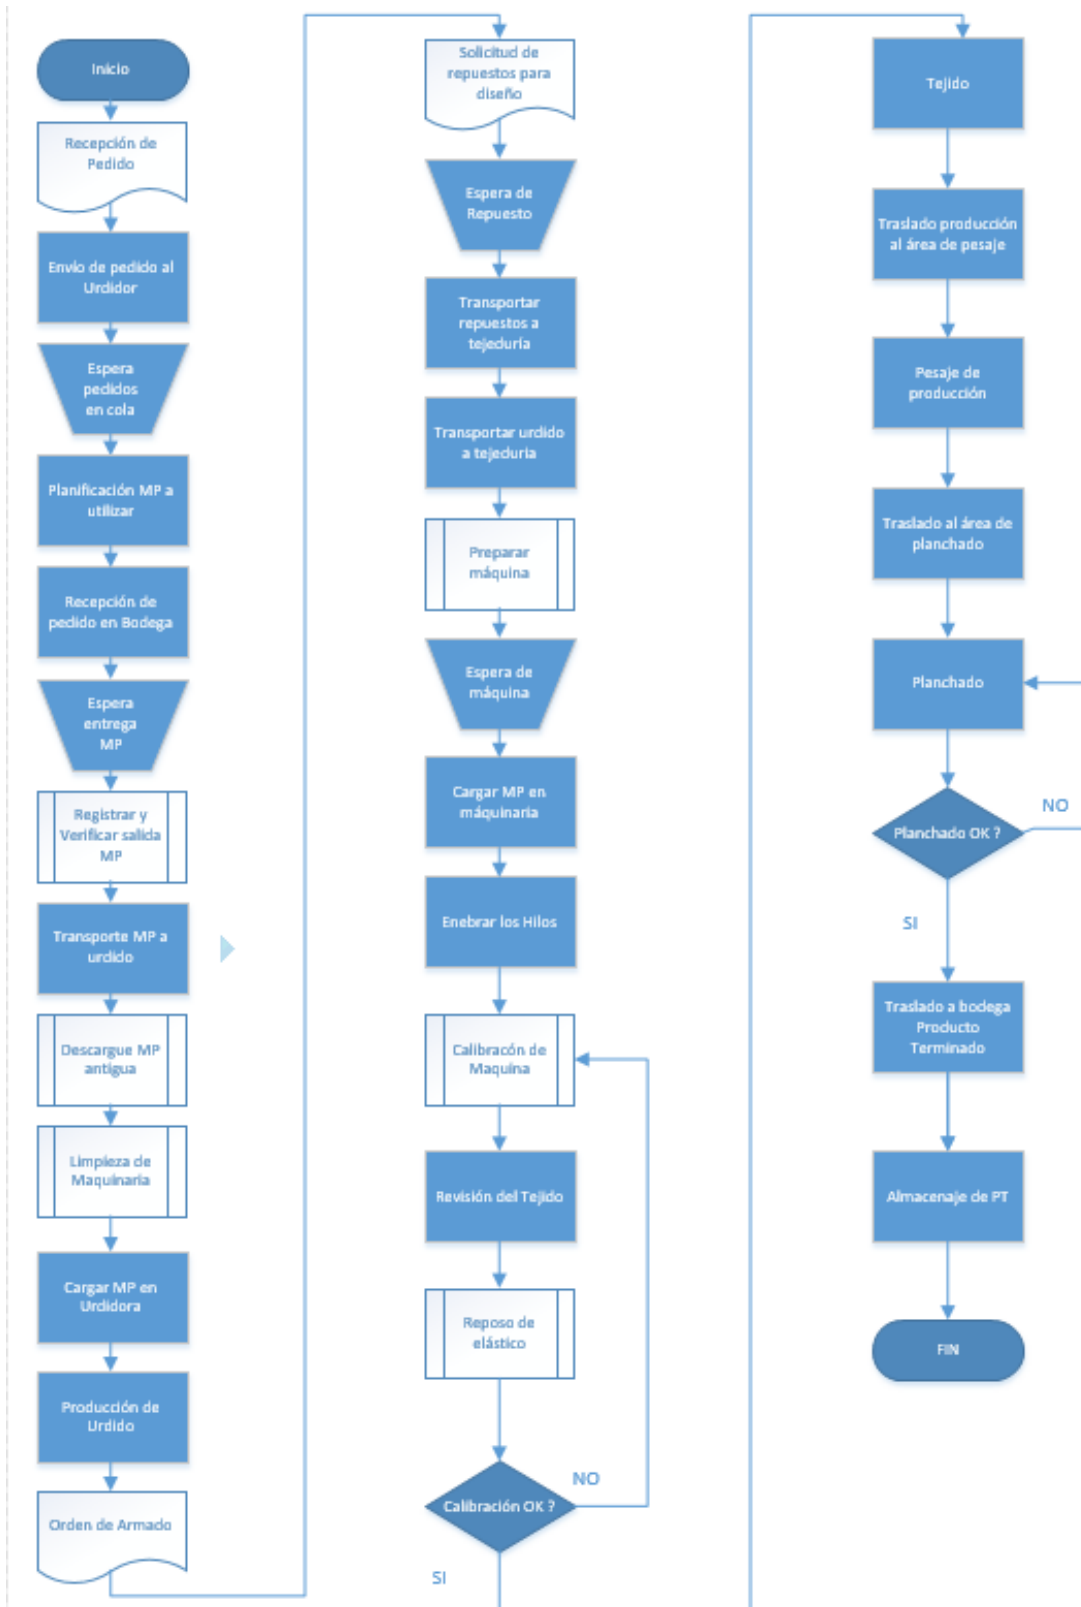 Inicio
Recepción de
Pedido
Envío de pedido al
Urdidor
Espera
pedidos
en cola
Planificación MP a
utilizar
Recepción de
pedido en Bodega
Espera
entrega
MP
Registrar y
Verificar salida
MP
Transporte MP a
urdido
Descargue MP
antigua
Limpieza de
Maquinaria
Cargar MP en
Urdidora
Producción de
Urdido
Orden de Armado
Solicitud de
repuestos para
diseño
Espera de
Repuesto
Transportar
repuestos a
tejeduría
Transportar urdido
a tejeduria
Preparar
máquina
Espera de
máquina
Cargar MP en
máquinaria
Enebrar los Hilos
Calibracón de
Maquina
Revisión del Tejido
Reposo de
elástico
Calibración OK ?
NO
SI
Tejido
Traslado producción
al área de pesaje
Pesaje de
producción
Traslado al área de
planchado
Planchado
Planchado OK ?
NO
SI
Traslado a bodega
Producto
Terminado
Almacenaje de PT
FIN